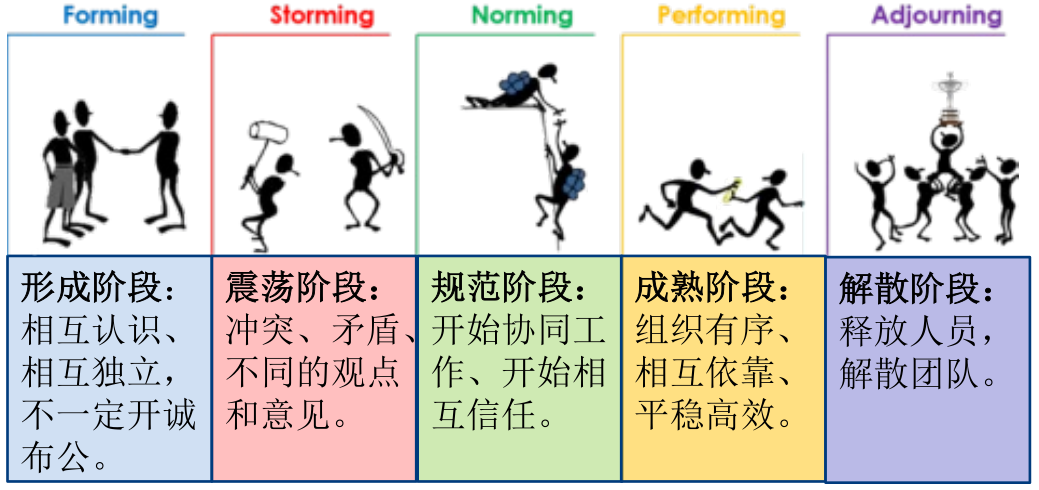 Forming
Storming
Norming
Performing
Adjourning
形成阶段：
相互认识、
相互独立，
不一定开诚
布公。
震荡阶段：
冲突、矛盾、
不同的观点
和意见。
规范阶段：
开始协同工
作、开始相
互信任。
成熟阶段：
组织有序、
相互依靠、
平稳高效。
解散阶段：
释放人员，
解散团队。